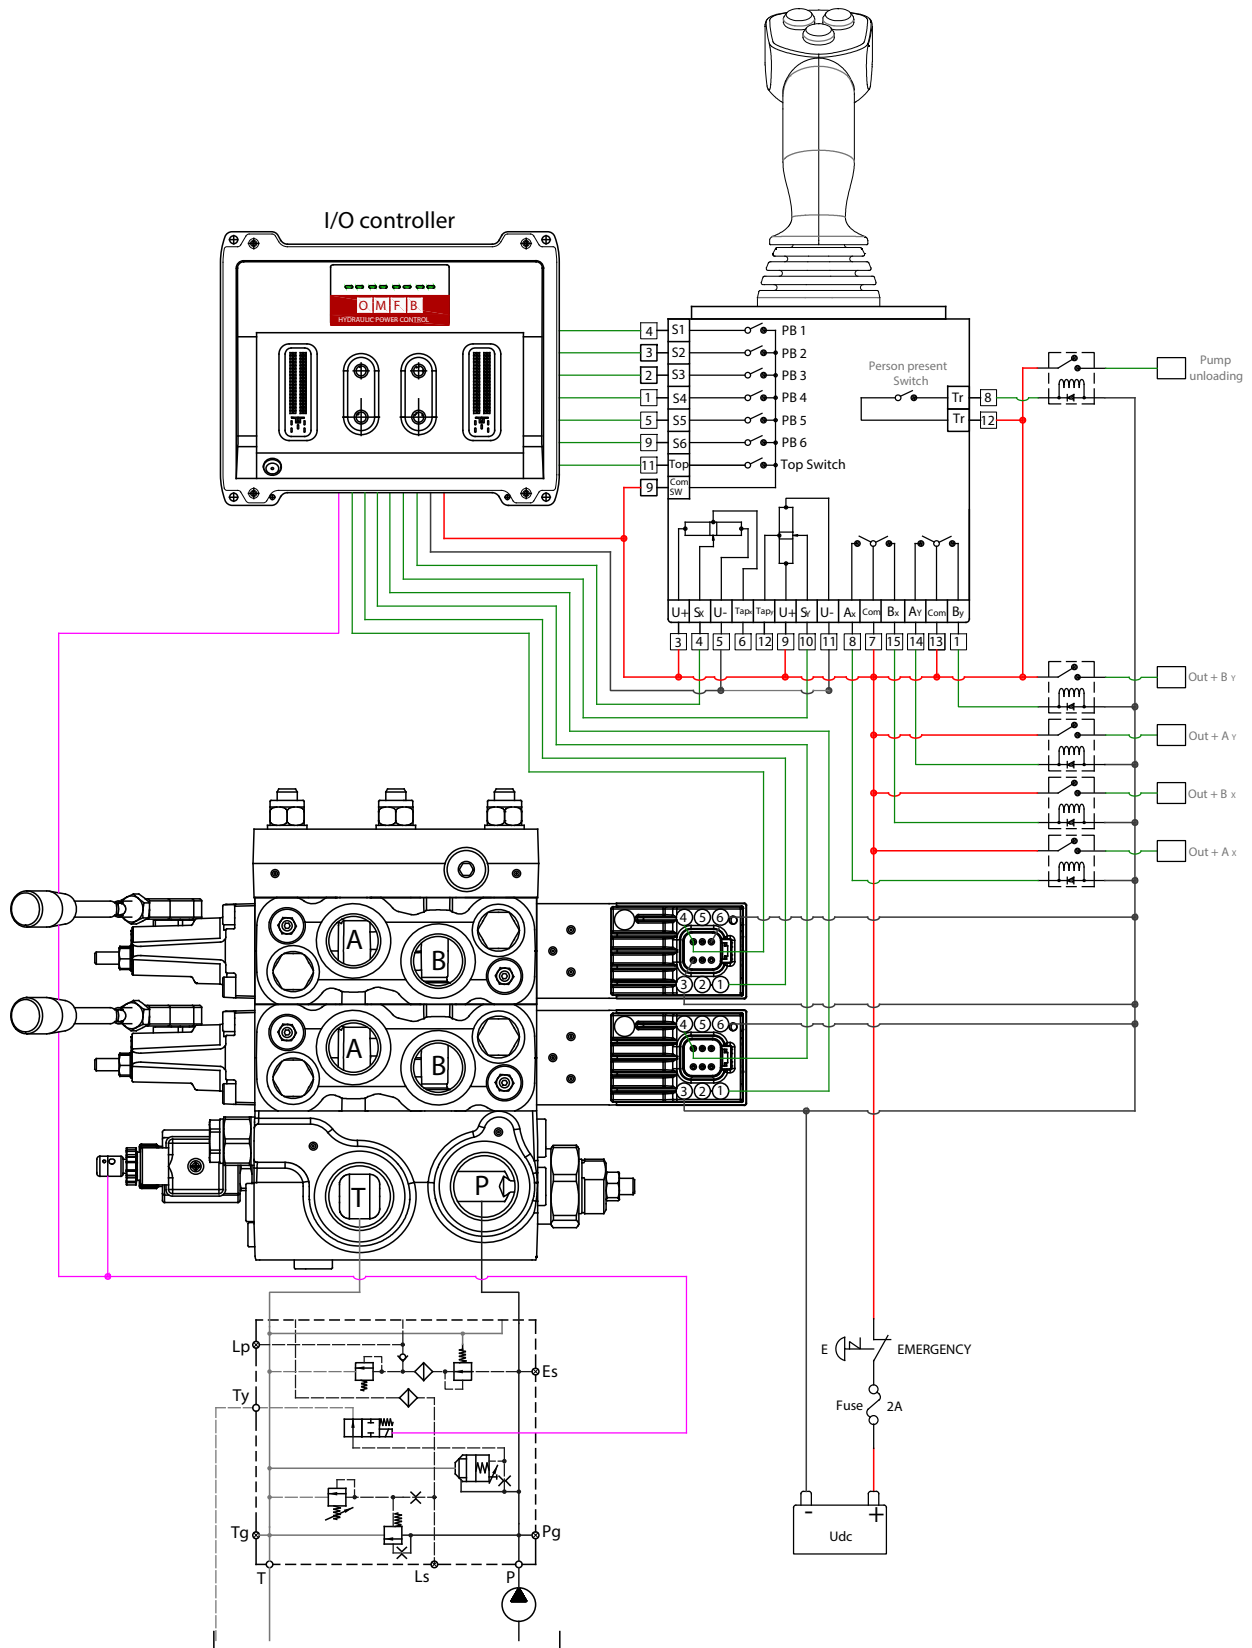 I/O controller
O M F B
HYDRAULIC POWER CONTROL
4 S1 PB 1
3 S2 PB 2
2 S3 PB 3
1 S4 PB 4
5 S5 PB 5
9 S6 PB 6
11 Top Top Switch
9 Com SW
Person present
Switch
Tr 8
Tr 12
Pump
unloading
U+ Sx U- Tapx Tapy U+ Sy U- Ax Com Bx AY Com By
3 4 5 6 12 9 10 11 8 7 15 14 13 1
Out + B Y
Out + A Y
Out + B X
Out + A X
A B
4 5 6
3 2 1
A B
4 5 6
3 2 1
T P
Lp
Es
Ty
Tg
Pg
T
Ls
P
E EMERGENCY
Fuse 2A
- +
Udc